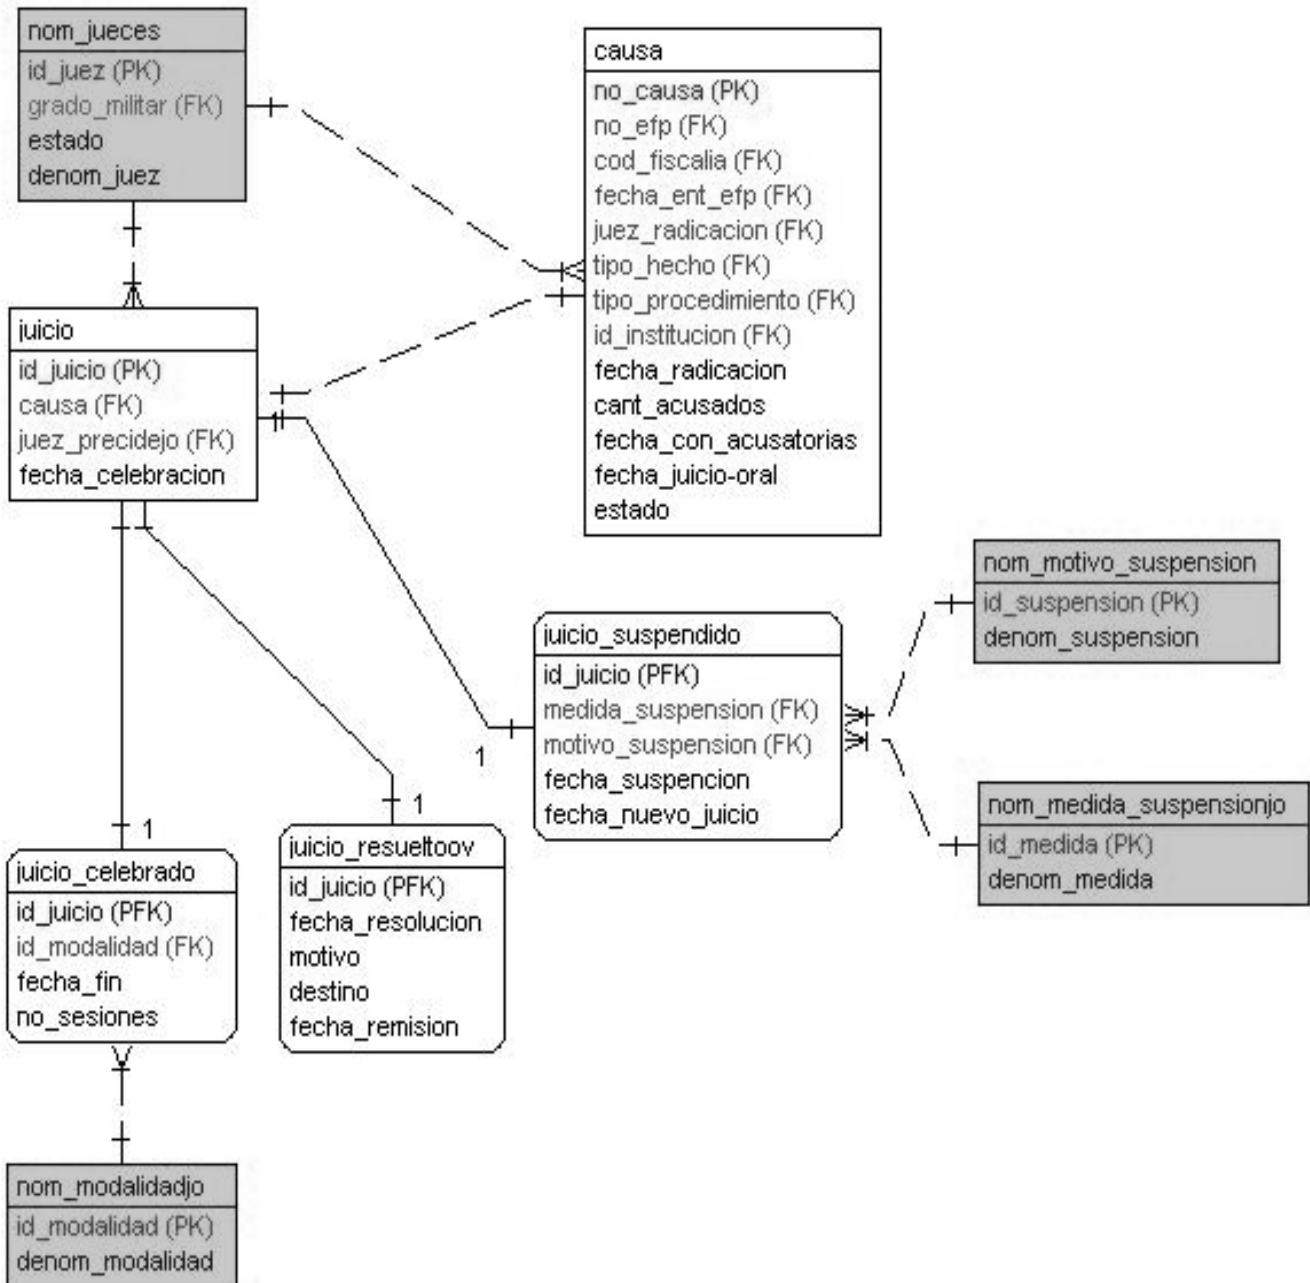 nom_jueces
id_juez (PK)
grado_militar (FK)
estado
denom_juez
causa
no_causa (PK)
no_efp (FK)
cod_fiscalia (FK)
fecha_ent_efp (FK)
juez_radicacion (FK)
tipo_hecho (FK)
tipo_procedimiento (FK)
id_institucion (FK)
fecha_radicacion
cant_acusados
fecha_con_acusatorias
fecha_juicio-oral
estado
juicio
id_juicio (PK)
causa (FK)
juez_precidejo (FK)
fecha_celebracion
1
nom_motivo_suspension
id_suspension (PK)
denom_suspension
juicio_suspendido
id_juicio (PFK)
medida_suspension (FK)
motivo_suspension (FK)
fecha_suspencion
fecha_nuevo_juicio
1
nom_medida_suspensionjo
id_medida (PK)
denom_medida
1
juicio_resueltoov
id_juicio (PFK)
fecha_resolucion
motivo
destino
fecha_remision
1
juicio_celebrado
id_juicio (PFK)
id_modalidad (FK)
fecha_fin
no_sesiones
nom_modalidadjo
id_modalidad (PK)
denom_modalidad